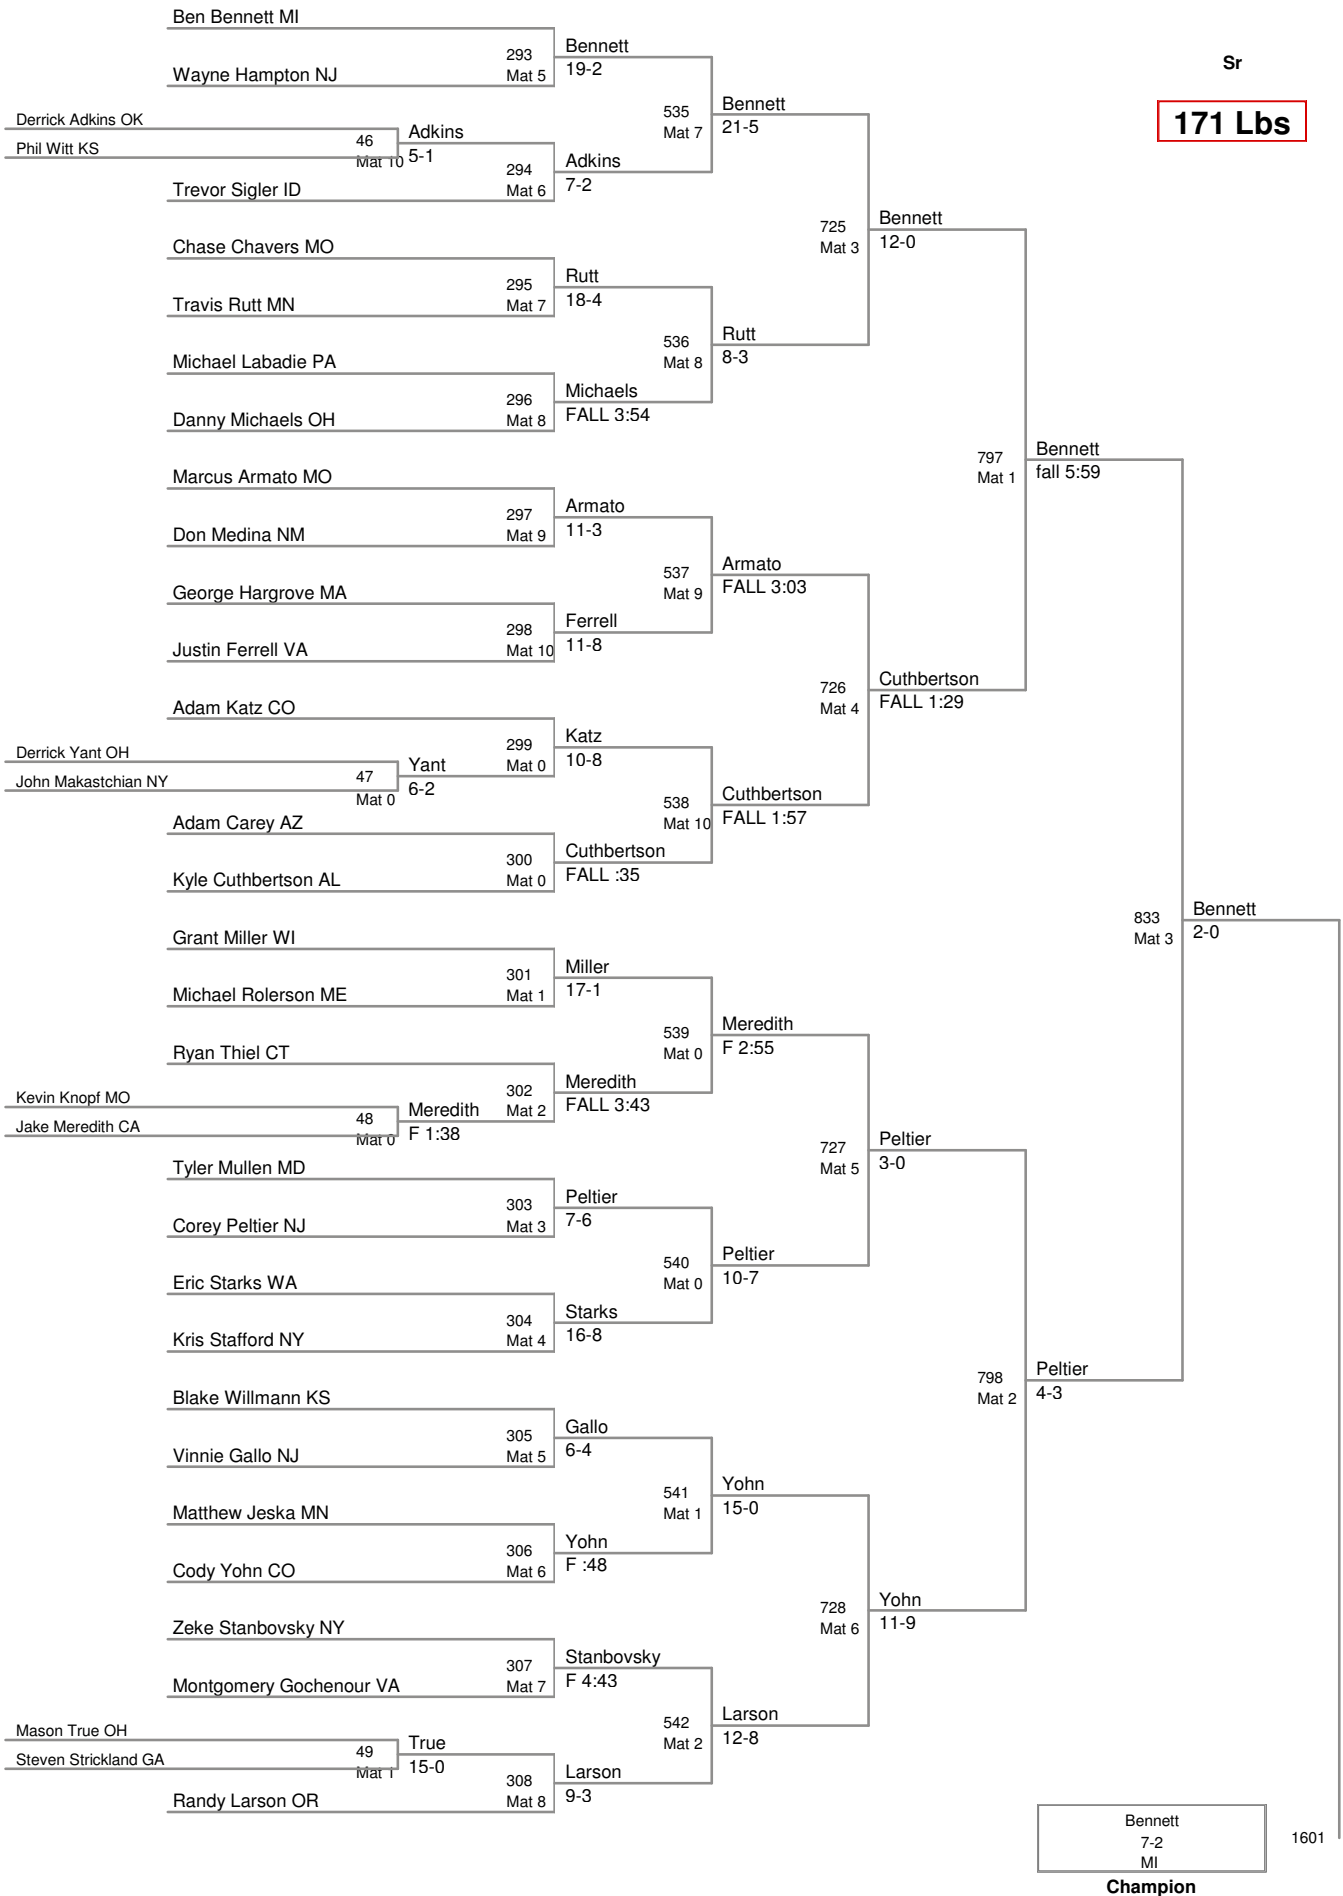 Ben Bennett MI
293
Bennett
Wayne Hampton NJ
Mat 5
19-2
Sr
171 Lbs
Derrick Adkins OK
Phil Witt KS
46
Mat 10
Adkins
5-1
535
Mat 7
Bennett
21-5
294
Mat 6
Adkins
7-2
Trevor Sigler ID
Chase Chavers MO
725
Mat 3
Bennett
12-0
295
Mat 7
Rutt
18-4
Travis Rutt MN
536
Mat 8
Rutt
8-3
Michael Labadie PA
296
Mat 8
Michaels
FALL 3:54
Danny Michaels OH
797
Mat 1
Bennett
fall 5:59
Marcus Armato MO
297
Mat 9
Armato
11-3
Don Medina NM
537
Mat 9
Armato
FALL 3:03
George Hargrove MA
298
Mat 10
Ferrell
11-8
Justin Ferrell VA
726
Mat 4
Cuthbertson
FALL 1:29
Adam Katz CO
299
Mat 0
Katz
10-8
Derrick Yant OH
John Makastchian NY
47
Mat 0
Yant
6-2
538
Mat 10
Cuthbertson
FALL 1:57
Adam Carey AZ
300
Mat 0
Cuthbertson
FALL :35
Kyle Cuthbertson AL
833
Mat 3
Bennett
2-0
Grant Miller WI
301
Mat 1
Miller
17-1
Michael Rolerson ME
539
Mat 0
Meredith
F 2:55
Ryan Thiel CT
302
Mat 2
Meredith
FALL 3:43
Kevin Knopf MO
Jake Meredith CA
48
Mat 0
Meredith
F 1:38
727
Mat 5
Peltier
3-0
Tyler Mullen MD
303
Mat 3
Peltier
7-6
Corey Peltier NJ
540
Mat 0
Peltier
10-7
Eric Starks WA
304
Mat 4
Starks
16-8
Kris Stafford NY
798
Mat 2
Peltier
4-3
Blake Willmann KS
305
Mat 5
Gallo
6-4
Vinnie Gallo NJ
541
Mat 1
Yohn
15-0
Matthew Jeska MN
306
Mat 6
Yohn
F :48
Cody Yohn CO
728
Mat 6
Yohn
11-9
Zeke Stanbovsky NY
307
Mat 7
Stanbovsky
F 4:43
Montgomery Gochenour VA
542
Mat 2
Larson
12-8
Mason True OH
Steven Strickland GA
49
Mat 1
True
15-0
308
Mat 8
Larson
9-3
Randy Larson OR
Bennett
7-2
MI
1601
Champion